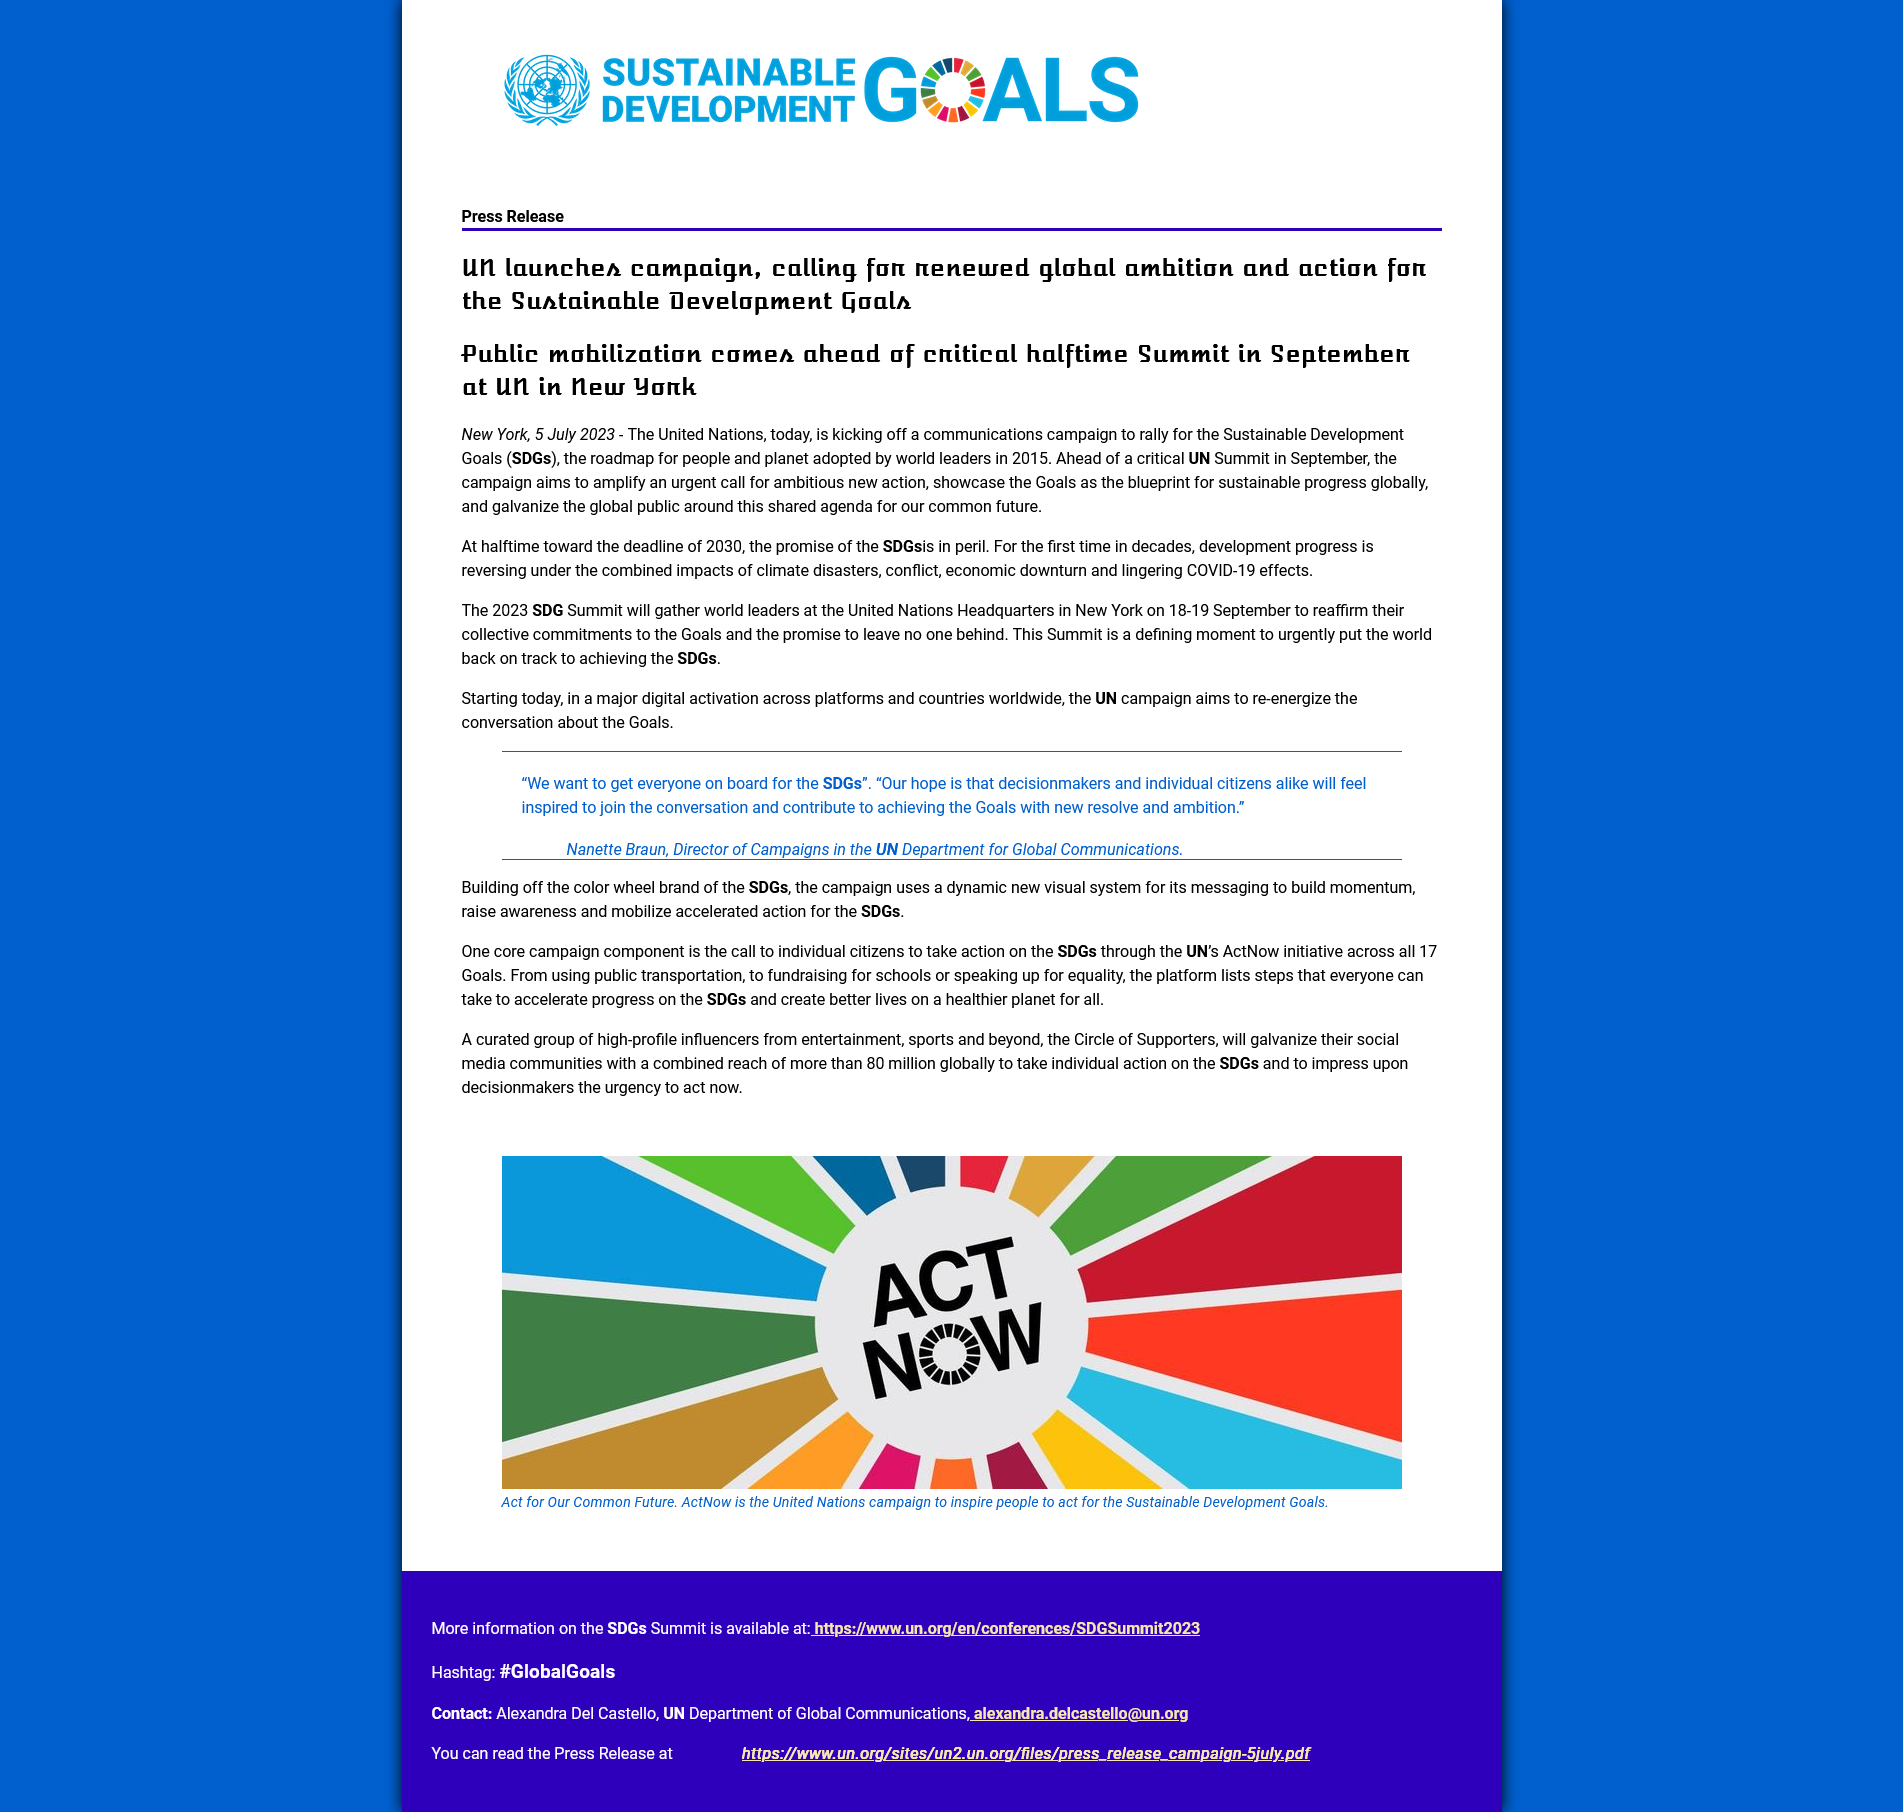 SUSTAINABLE
DEVELOPMENT
GOALS
Press Release
UN launches campaign, calling for renewed global ambition and action for
the Sustainable Development Goals
Public mobilization comes ahead of critical halftime Summit in September
at UN in New York
New York, 5 July 2023 - The United Nations, today, is kicking off a communications campaign to rally for the Sustainable Development
Goals (SDGs), the roadmap for people and planet adopted by world leaders in 2015. Ahead of a critical UN Summit in September, the
campaign aims to amplify an urgent call for ambitious new action, showcase the Goals as the blueprint for sustainable progress globally,
and galvanize the global public around this shared agenda for our common future.
At halftime toward the deadline of 2030, the promise of the SDGsis in peril. For the first time in decades, development progress is
reversing under the combined impacts of climate disasters, conflict, economic downturn and lingering COVID-19 effects.
The 2023 SDG Summit will gather world leaders at the United Nations Headquarters in New York on 18-19 September to reaffirm their
collective commitments to the Goals and the promise to leave no one behind. This Summit is a defining moment to urgently put the world
back on track to achieving the SDGs.
Starting today, in a major digital activation across platforms and countries worldwide, the UN campaign aims to re-energize the
conversation about the Goals.
“We want to get everyone on board for the SDGs”. “Our hope is that decisionmakers and individual citizens alike will feel
inspired to join the conversation and contribute to achieving the Goals with new resolve and ambition.”
Nanette Braun, Director of Campaigns in the UN Department for Global Communications.
Building off the color wheel brand of the SDGs, the campaign uses a dynamic new visual system for its messaging to build momentum,
raise awareness and mobilize accelerated action for the SDGs.
One core campaign component is the call to individual citizens to take action on the SDGs through the UN’s ActNow initiative across all 17
Goals. From using public transportation, to fundraising for schools or speaking up for equality, the platform lists steps that everyone can
take to accelerate progress on the SDGs and create better lives on a healthier planet for all.
A curated group of high-profile influencers from entertainment, sports and beyond, the Circle of Supporters, will galvanize their social
media communities with a combined reach of more than 80 million globally to take individual action on the SDGs and to impress upon
decisionmakers the urgency to act now.
ACT
NOW
Act for Our Common Future. ActNow is the United Nations campaign to inspire people to act for the Sustainable Development Goals.
More information on the SDGs Summit is available at: https://www.un.org/en/conferences/SDGSummit2023
Hashtag: #GlobalGoals
Contact: Alexandra Del Castello, UN Department of Global Communications, alexandra.delcastello@un.org
You can read the Press Release at https://www.un.org/sites/un2.un.org/files/press_release_campaign-5july.pdf